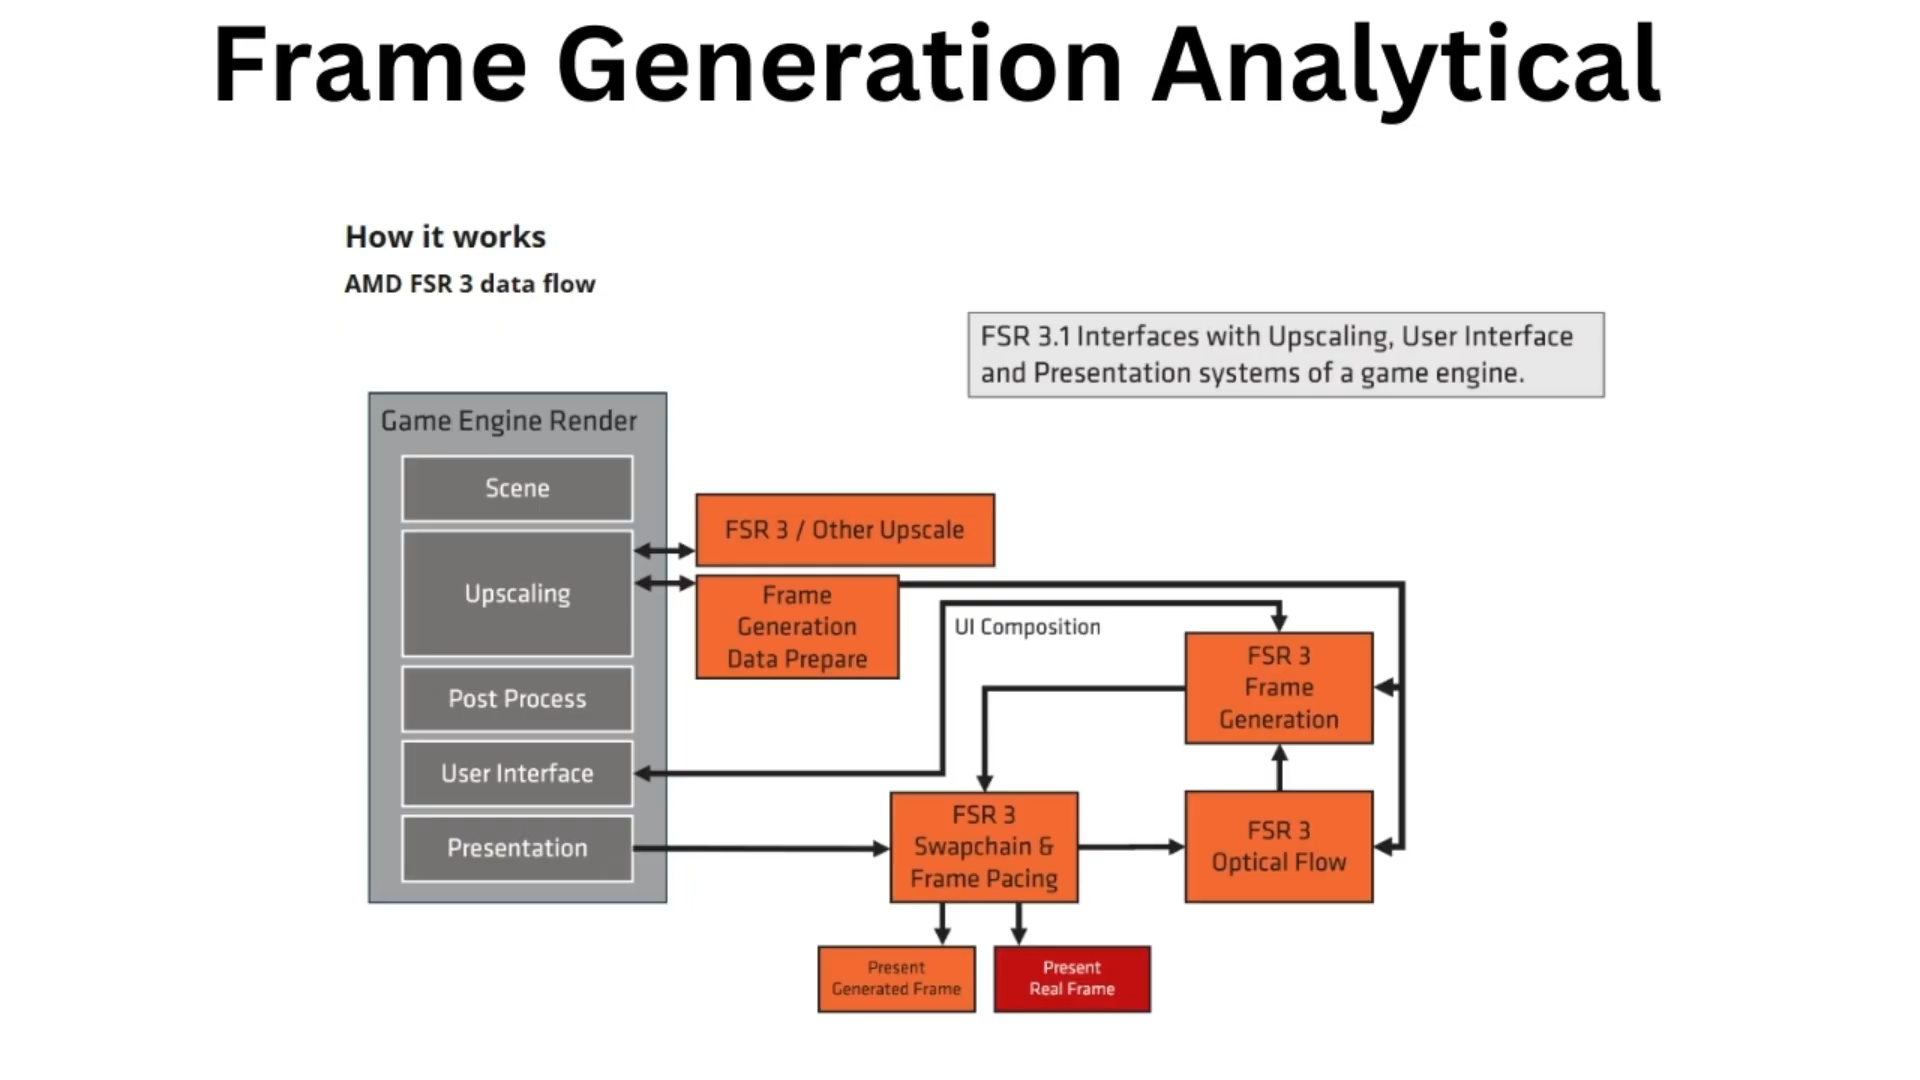 Frame Generation Analytical
How it works
AMD FSR 3 data flow
FSR 3.1 Interfaces with Upscaling, User Interface
and Presentation systems of a game engine.
Game Engine Render
Scene
Upscaling
Post Process
User Interface
Presentation
FSR 3 / Other Upscale
Frame
Generation
Data Prepare
UI Composition
FSR 3
Frame
Generation
FSR 3
Swapchain &
Frame Pacing
FSR 3
Optical Flow
Present
Generated Frame
Present
Real Frame